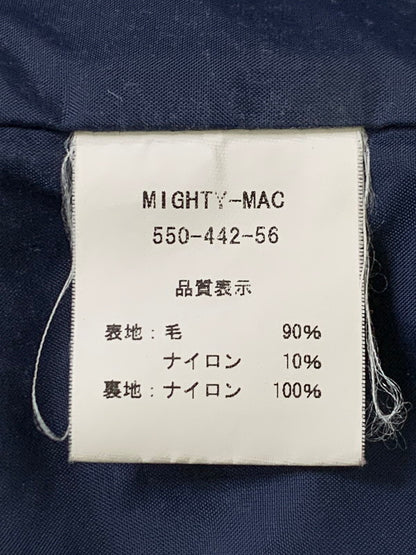 MIGHTY-MAC
550-442-56
品質表示
表地：毛 90%
ナイロン 10%
裏地：ナイロン 100%